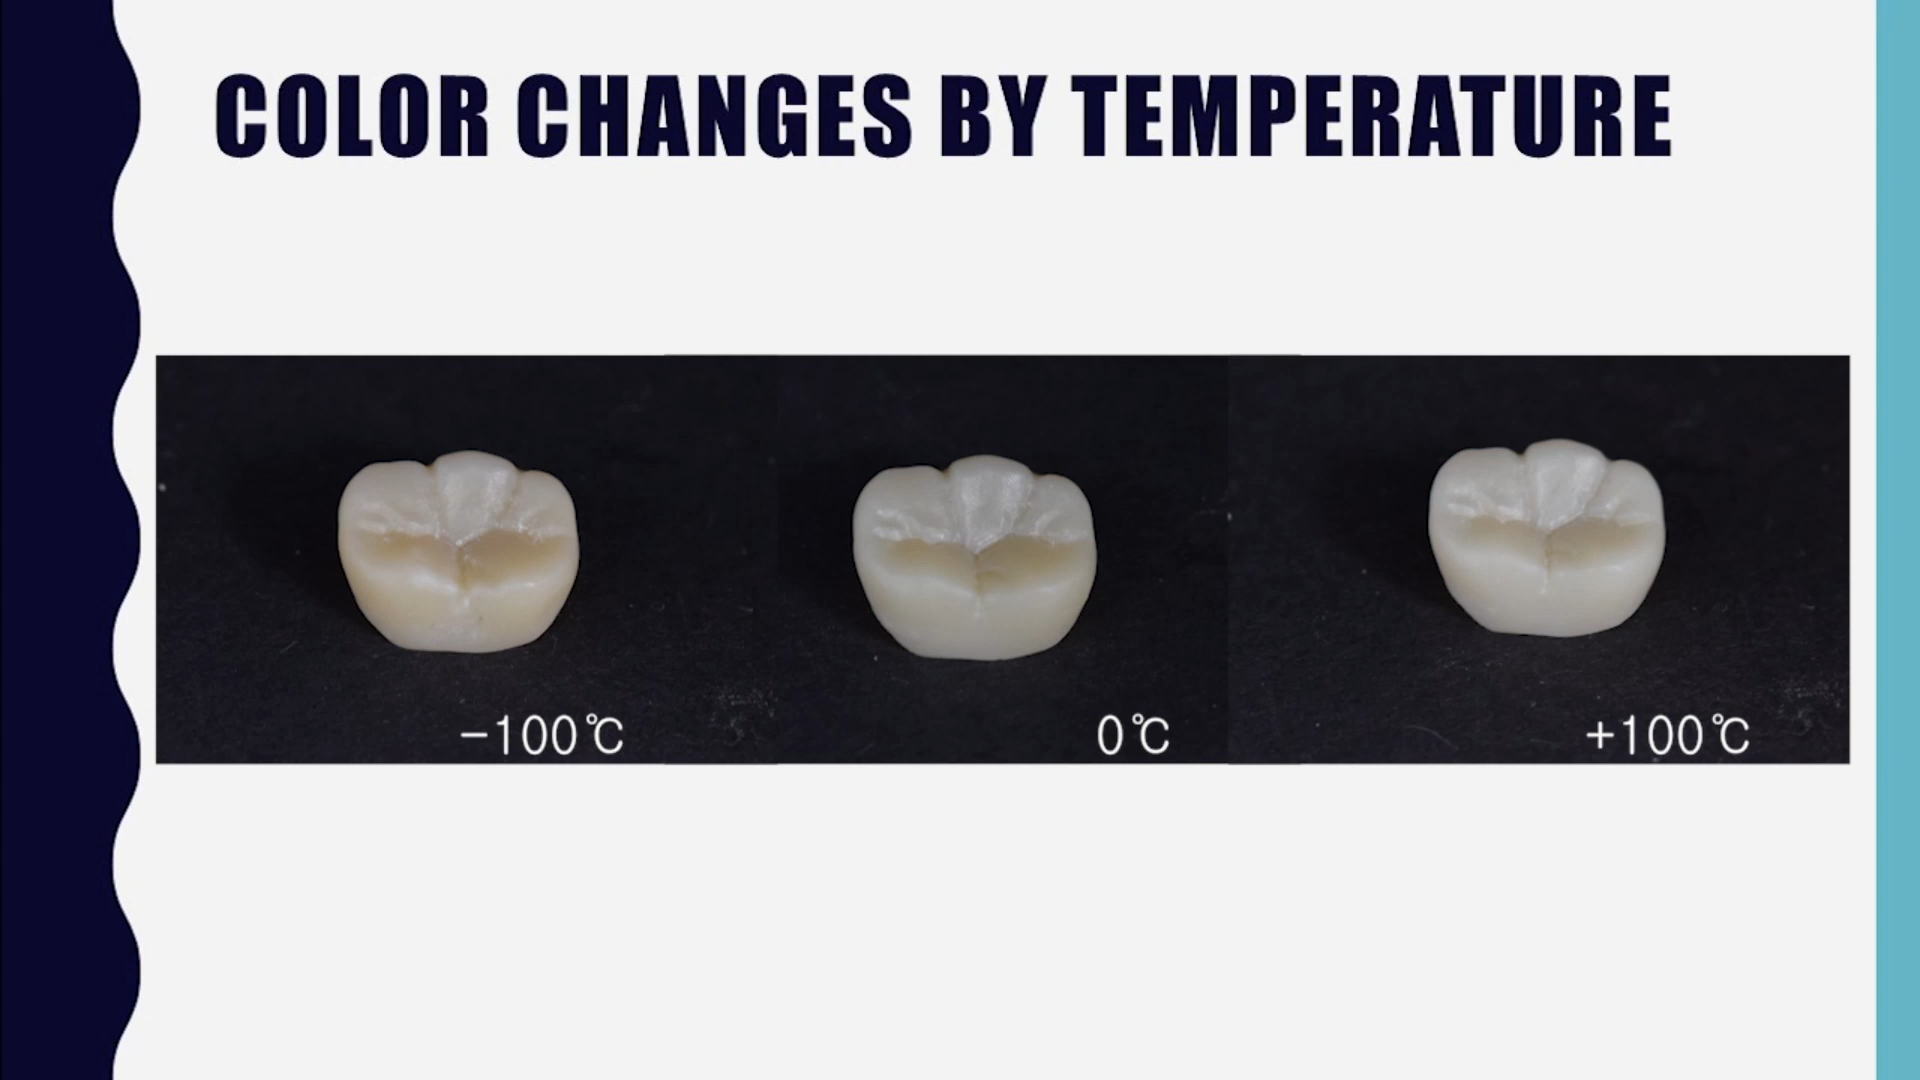 COLOR CHANGES BY TEMPERATURE
-100℃
0℃
+100℃